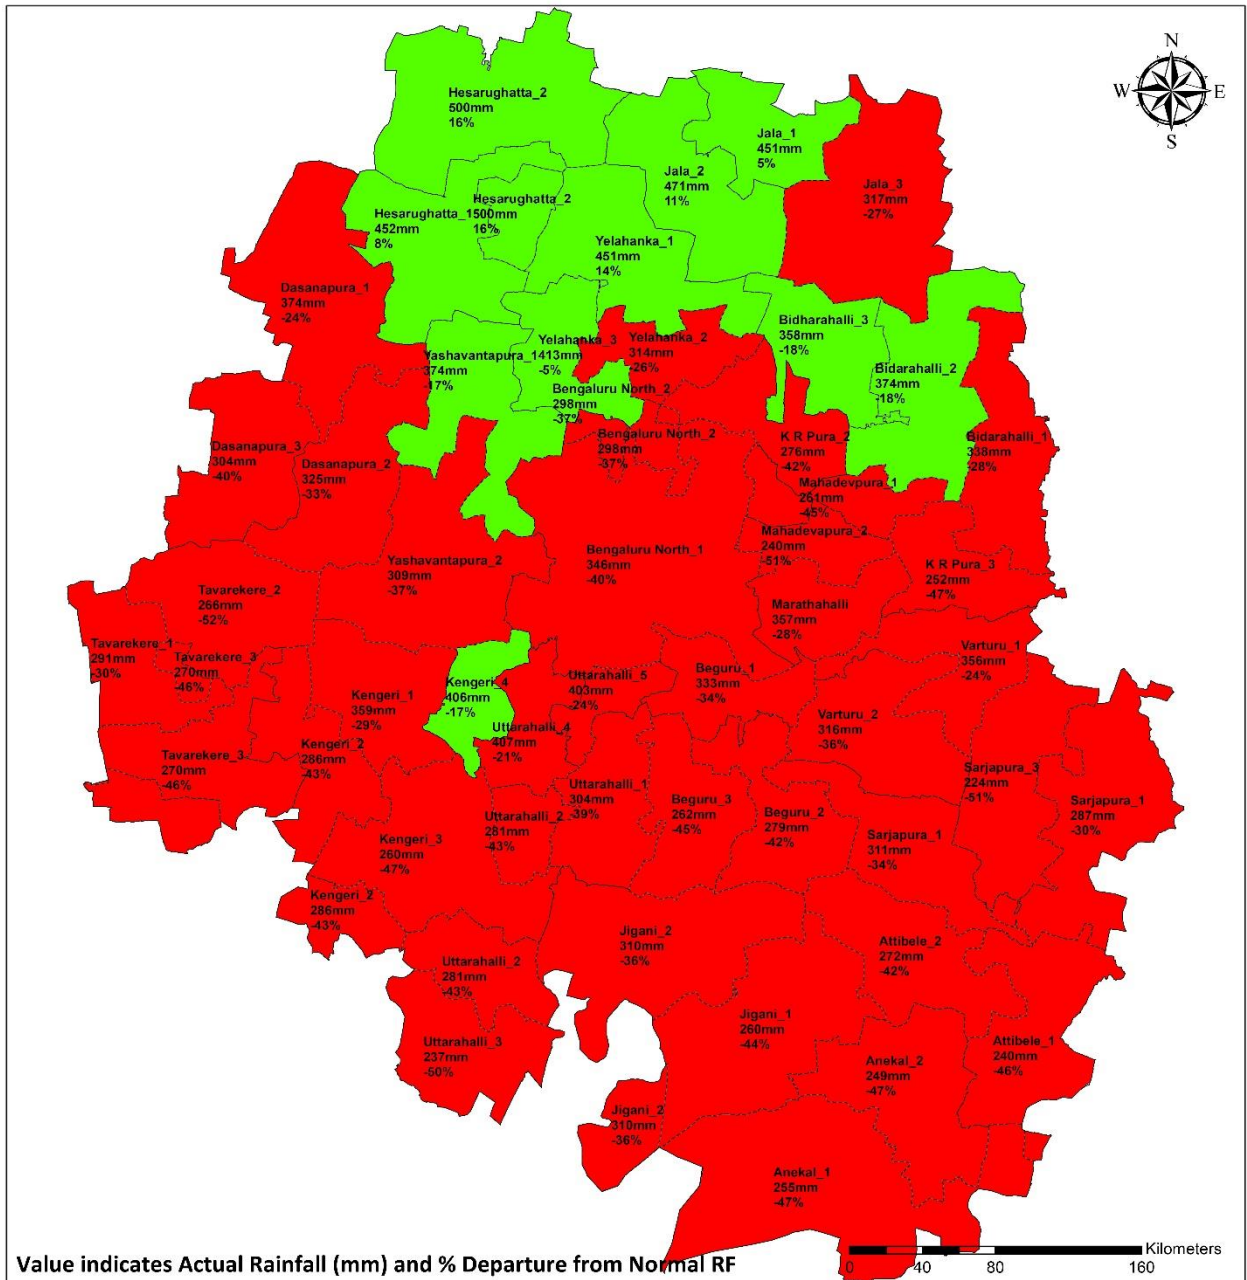 N
W
E
S
Hesarughatta_2
500mm
16%
Jala_1
451mm
5%
Jala_2
471mm
11%
Jala_3
317mm
-27%
Hesarughatta_2
500mm
16%
Hesarughatta_1
452mm
8%
Yelahanka_1
451mm
14%
Dasanapura_1
374mm
-24%
Bidharahalli_3
358mm
-18%
Yelahanka_3
413mm
-5%
Yelahanka_2
314mm
-26%
Yashavantapura_1
374mm
-17%
Bidarahalli_2
374mm
-18%
Bengaluru North_2
298mm
-37%
Bengaluru North_2
298mm
-37%
K R Pura_2
276mm
-42%
Bidarahalli_1
338mm
-28%
Dasanapura_3
304mm
-40%
Dasanapura_2
325mm
-33%
Mahadevpura_1
261mm
-45%
Mahadevapura_2
240mm
-51%
Bengaluru North_1
346mm
-40%
Yashavantapura_2
309mm
-37%
K R Pura_3
252mm
-47%
Tavarekere_2
266mm
-52%
Marathahalli
357mm
-28%
Tavarekere_1
291mm
-30%
Tavarekere_3
270mm
-46%
Varturu_1
356mm
-24%
Beguru_1
333mm
-34%
Uttarahalli_5
403mm
-24%
Kengeri_4
406mm
-17%
Kengeri_1
359mm
-29%
Varturu_2
316mm
-36%
Uttarahalli_4
407mm
-21%
Kengeri_2
286mm
-43%
Tavarekere_3
270mm
-46%
Sarjapura_3
224mm
-51%
Uttarahalli_1
304mm
-39%
Beguru_3
262mm
-45%
Sarjapura_1
287mm
-30%
Beguru_2
279mm
-42%
Uttarahalli_2
281mm
-43%
Sarjapura_1
311mm
-34%
Kengeri_3
260mm
-47%
Kengeri_2
286mm
-43%
Jigani_2
310mm
-36%
Attibele_2
272mm
-42%
Uttarahalli_2
281mm
-43%
Jigani_1
260mm
-44%
Uttarahalli_3
237mm
-50%
Attibele_1
240mm
-46%
Anekal_2
249mm
-47%
Jigani_2
310mm
-36%
Anekal_1
255mm
-47%
Value indicates Actual Rainfall (mm) and % Departure from Normal RF
Kilometers
0 40 80 160